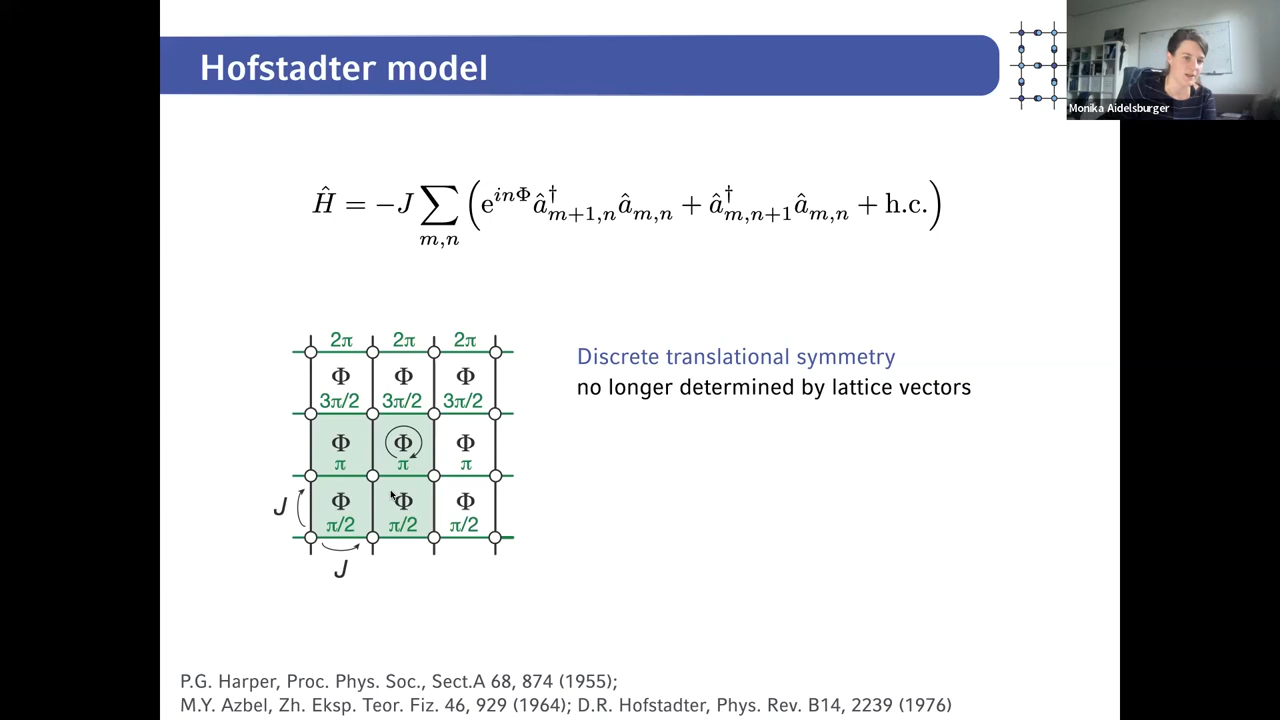 Hofstadter model
Monika Aidelsburger
Ĥ = −J ∑_{m,n} ( e^{inΦ} â†_{m+1,n} â_{m,n} + â†_{m,n+1} â_{m,n} + h.c. )
2π 2π 2π
Φ Φ Φ
3π/2 3π/2 3π/2
Φ Φ Φ
π π π
J Φ Φ Φ
π/2 π/2 π/2
J
Discrete translational symmetry
no longer determined by lattice vectors
P.G. Harper, Proc. Phys. Soc., Sect.A 68, 874 (1955);
M.Y. Azbel, Zh. Eksp. Teor. Fiz. 46, 929 (1964); D.R. Hofstadter, Phys. Rev. B14, 2239 (1976)